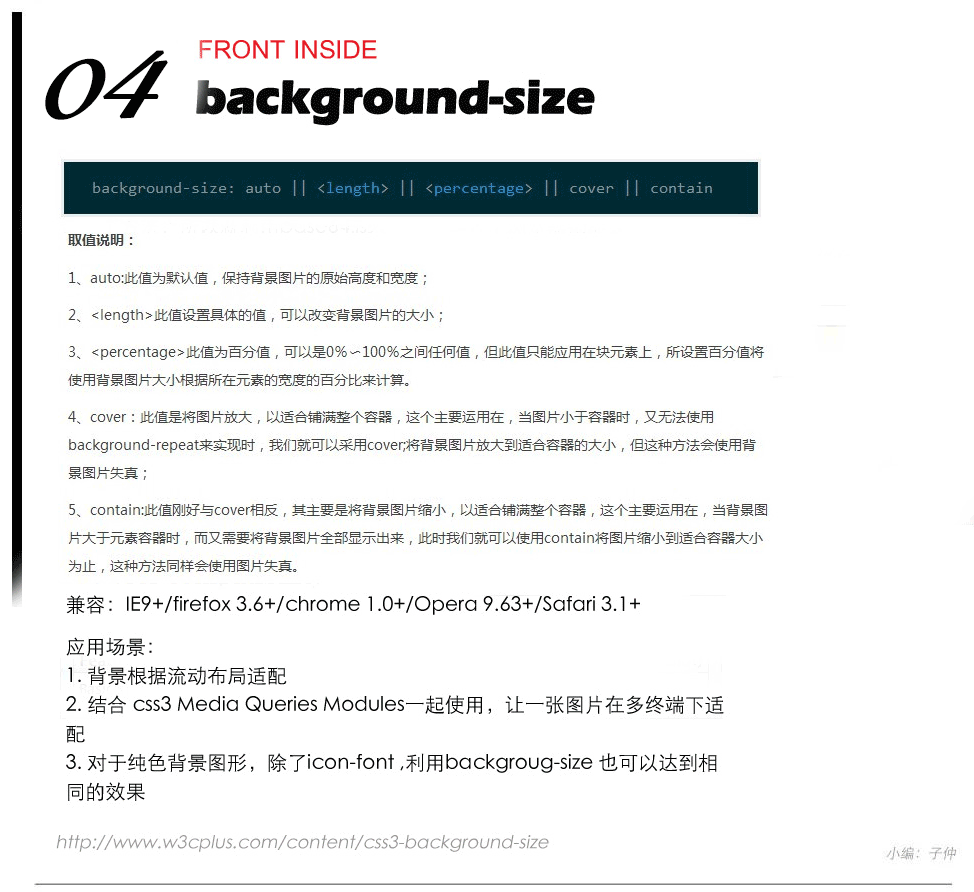 04
FRONT INSIDE
background-size
background-size: auto || <length> || <percentage> || cover || contain
取值说明：
1、auto:此值为默认值，保持背景图片的原始高度和宽度；
2、<length>此值设置具体的值，可以改变背景图片的大小；
3、<percentage>此值为百分值，可以是0%∽100%之间任何值，但此值只能应用在块元素上，所设置百分值将
使用背景图片大小根据所在元素的宽度的百分比来计算。
4、cover：此值是将图片放大，以适合铺满整个容器，这个主要运用在，当图片小于容器时，又无法使用
background-repeat来实现时，我们就可以采用cover;将背景图片放大到适合容器的大小，但这种方法会使用背
景图片失真；
5、contain:此值刚好与cover相反，其主要是将背景图片缩小，以适合铺满整个容器，这个主要运用在，当背景图
片大于元素容器时，而又需要将背景图片全部显示出来，此时我们就可以使用contain将图片缩小到适合容器大小
为止，这种方法同样会使用图片失真。
兼容：IE9+/firefox 3.6+/chrome 1.0+/Opera 9.63+/Safari 3.1+
应用场景：
1. 背景根据流动布局适配
2. 结合 css3 Media Queries Modules一起使用，让一张图片在多终端下适
配
3. 对于纯色背景图形，除了icon-font ,利用backgroug-size 也可以达到相
同的效果
http://www.w3cplus.com/content/css3-background-size
小编：子仲